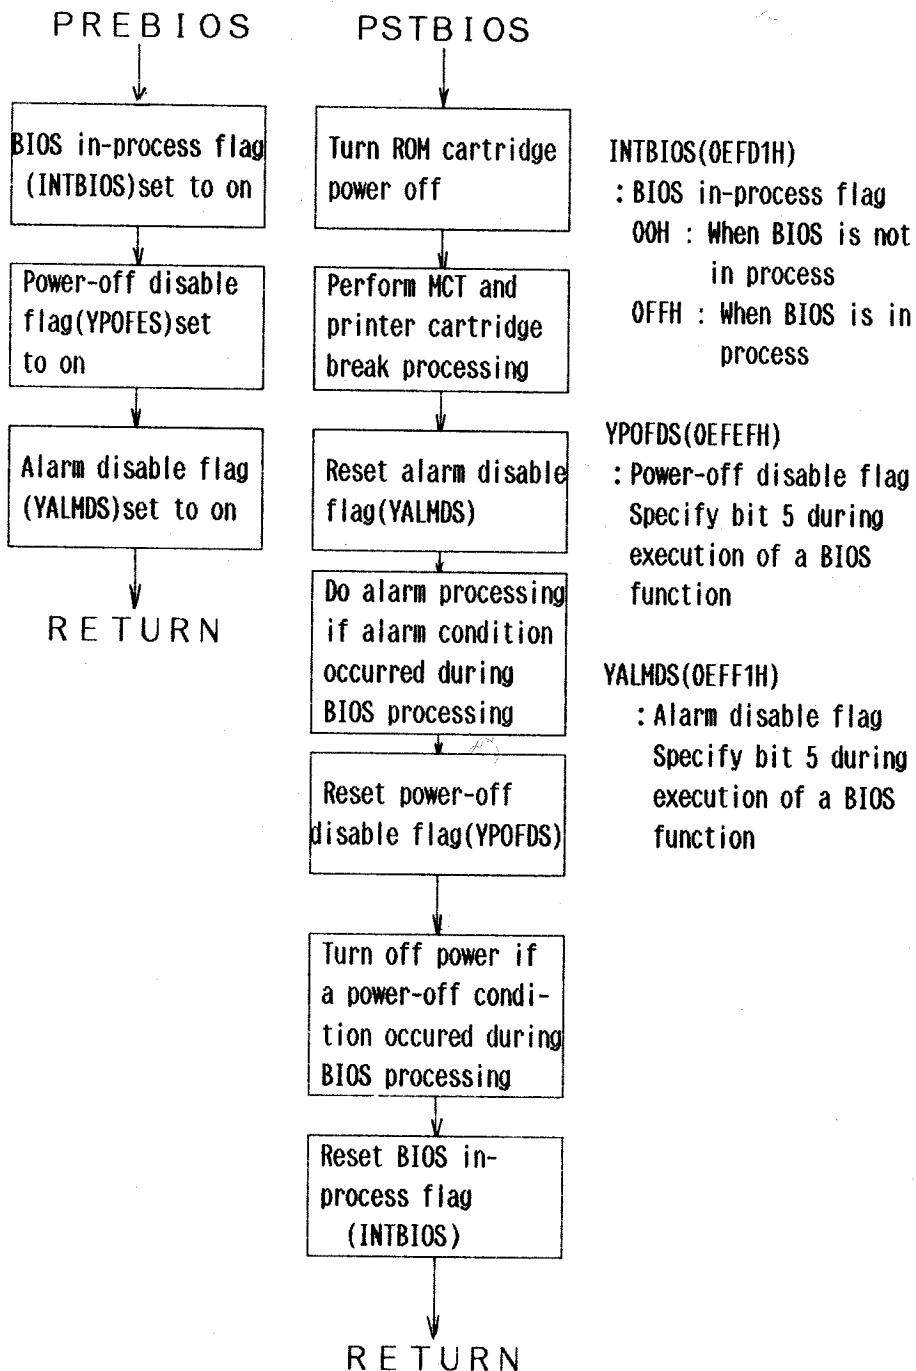 PREBIOS
BIOS in-process flag
(INTBIOS)set to on
Power-off disable
flag(YPOFES)set
to on
Alarm disable flag
(YALMDS)set to on
RETURN
PSTBIOS
Turn ROM cartridge
power off
Perform MCT and
printer cartridge
break processing
Reset alarm disable
flag(YALMDS)
Do alarm processing
if alarm condition
occurred during
BIOS processing
Reset power-off
disable flag(YPOFDS)
Turn off power if
a power-off condi-
tion occured during
BIOS processing
Reset BIOS in-
process flag
(INTBIOS)
RETURN
INTBIOS(0EFD1H)
:BIOS in-process flag
00H : When BIOS is not
in process
0FFH : When BIOS is in
process
YPOFDS(0EFEFH)
:Power-off disable flag
Specify bit 5 during
execution of a BIOS
function
YALMDS(0EFF1H)
:Alarm disable flag
Specify bit 5 during
execution of a BIOS
function